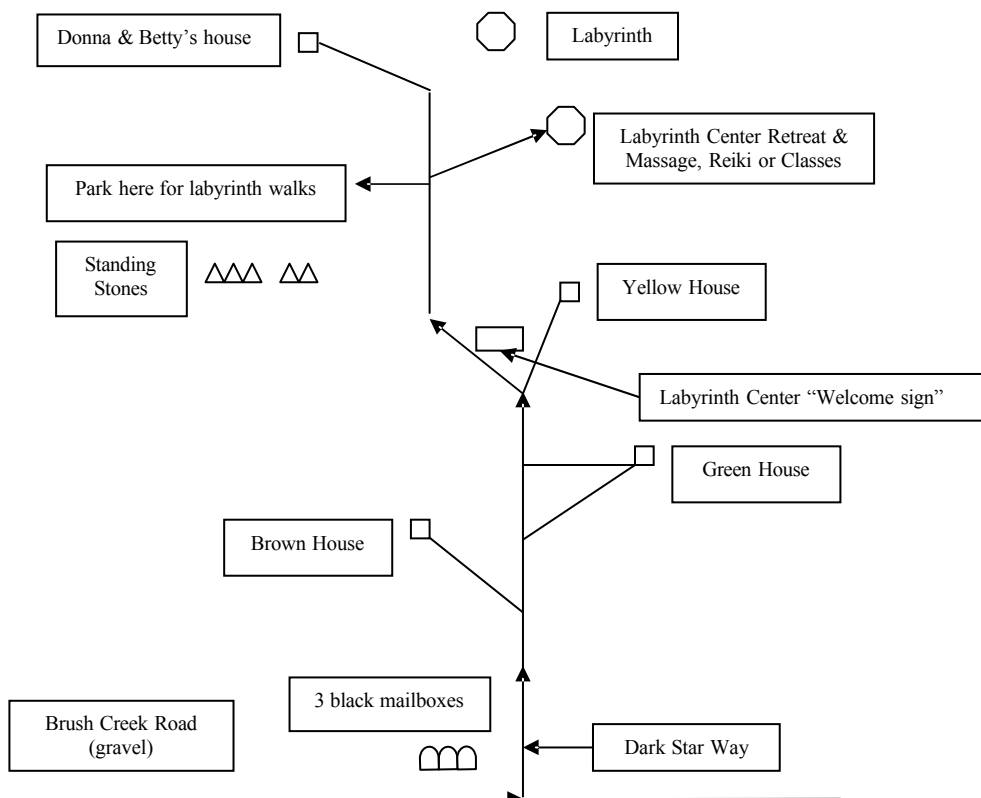 Donna & Betty’s house
Labyrinth
Labyrinth Center Retreat &
Massage, Reiki or Classes
Park here for labyrinth walks
Standing
Stones
Yellow House
Labyrinth Center “Welcome sign”
Green House
Brown House
3 black mailboxes
Brush Creek Road
(gravel)
Dark Star Way